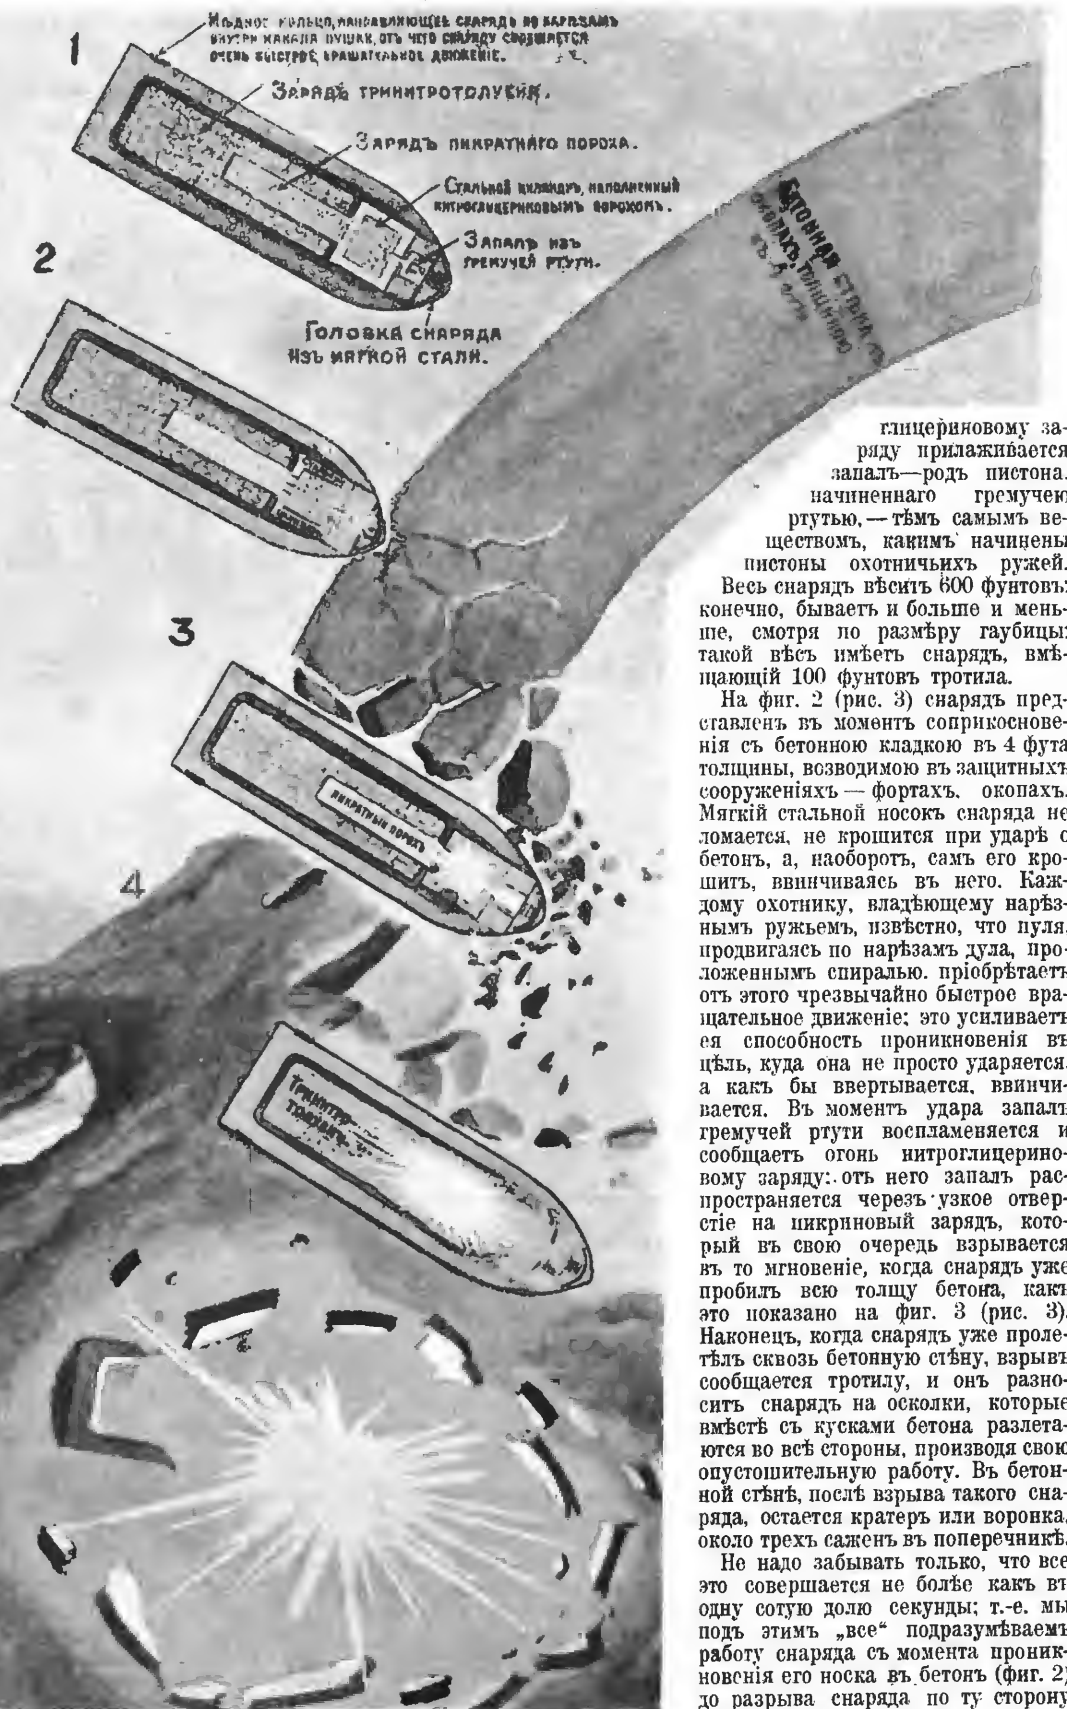 1
Мѣдное кольцо, направляющее снарядъ по нарѣзамъ
внутри канала пушки, отъ чего снаряду сообщается
очень быстрое, вращательное движеніе.
Зарядъ тринитротолуена.
Зарядъ пикратнаго пороха.
Стальной цилиндръ, наполненный
нитроглицериновымъ порохомъ.
Запалъ изъ
гремучей ртути.
Головка снаряда
изъ мягкой стали.
Бетонная стѣнка въ
окопахъ, толщиною
въ 4 фута
2
3
пикратный порохъ
4
Тринитро-
глицериновому за-
ряду прилаживается
запалъ—родъ пистона,
начиненнаго гремучею
ртутью,—тѣмъ самымъ ве-
ществомъ, какимъ начинены
пистоны охотничьихъ ружей.
Весь снарядъ вѣситъ 600 фунтовъ;
конечно, бываетъ и больше и мень-
ше, смотря по размѣру гаубицы;
такой вѣсъ имѣетъ снарядъ, вмѣ-
щающій 100 фунтовъ тротила.
На фиг. 2 (рис. 3) снарядъ пред-
ставленъ въ моментъ соприкоснове-
нія съ бетонною кладкою въ 4 фута
толщины, возводимою въ защитныхъ
сооруженіяхъ — фортахъ, окопахъ.
Мягкій стальной носокъ снаряда не
ломается, не крошится при ударѣ о
бетонъ, а, наоборотъ, самъ его кро-
шитъ, ввинчиваясь въ него. Каж-
дому охотнику, владѣющему нарѣз-
нымъ ружьемъ, извѣстно, что пуля,
продвигаясь по нарѣзамъ дула, про-
ложеннымъ спиралью, пріобрѣтаетъ
отъ этого чрезвычайно быстрое вра-
щательное движеніе; это усиливаетъ
ея способность проникновенія въ
цѣль, куда она не просто ударяется,
а какъ бы ввертывается, ввинчи-
вается. Въ моментъ удара запалъ
гремучей ртути воспламеняется и
сообщаетъ огонь нитроглицерино-
вому заряду; отъ него запалъ рас-
пространяется черезъ узкое отвер-
стіе на пикриновый зарядъ, кото-
рый въ свою очередь взрывается
въ то мгновеніе, когда снарядъ уже
пробилъ всю толщу бетона, какъ
это показано на фиг. 3 (рис. 3).
Наконецъ, когда снарядъ уже проле-
тѣлъ сквозь бетонную стѣну, взрывъ
сообщается тротилу, и онъ разно-
ситъ снарядъ на осколки, которые
вмѣстѣ съ кусками бетона разлета-
ются во всѣ стороны, производя свою
опустошительную работу. Въ бетон-
ной стѣнѣ, послѣ взрыва такого сна-
ряда, остается кратеръ или воронка,
около трехъ саженъ въ поперечникѣ.
Не надо забывать только, что все
это совершается не болѣе какъ въ
одну сотую долю секунды; т.-е. мы
подъ этимъ „все“ подразумѣваемъ
работу снаряда съ момента проник-
новенія его носка въ бетонъ (фиг. 2)
до разрыва снаряда по ту сторону